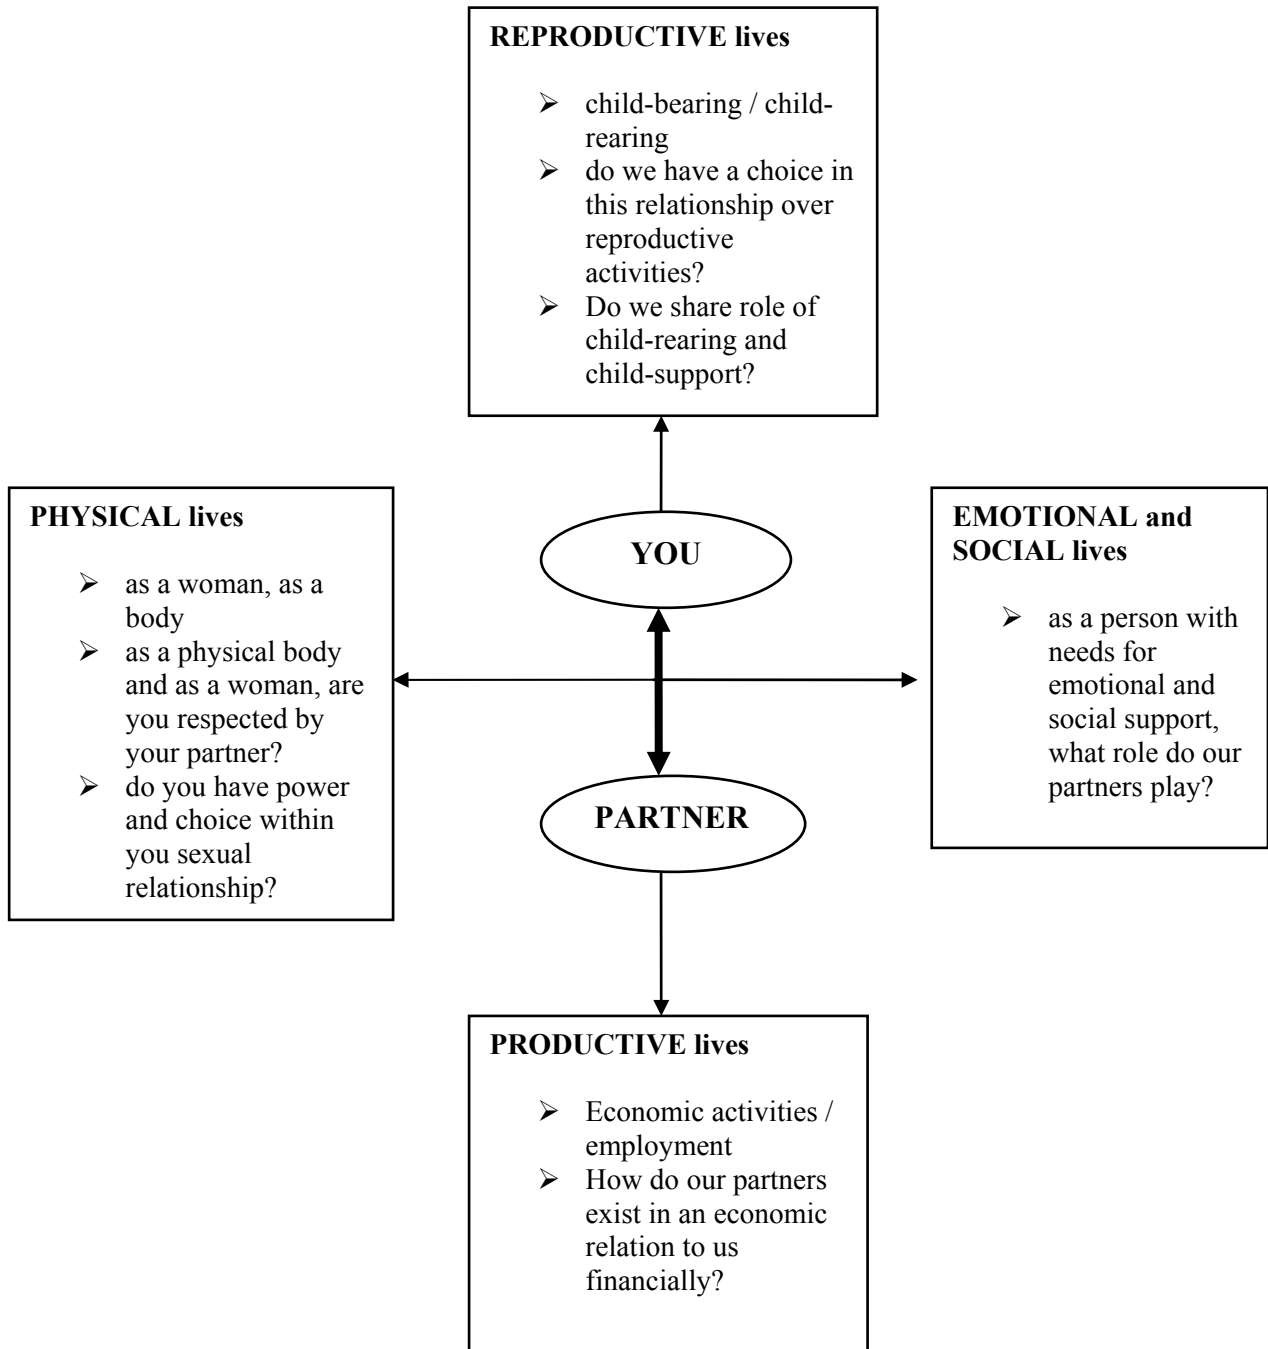 REPRODUCTIVE lives
➢ child-bearing / child-
rearing
➢ do we have a choice in
this relationship over
reproductive
activities?
➢ Do we share role of
child-rearing and
child-support?
PHYSICAL lives
➢ as a woman, as a
body
➢ as a physical body
and as a woman, are
you respected by
your partner?
➢ do you have power
and choice within
you sexual
relationship?
YOU
PARTNER
EMOTIONAL and
SOCIAL lives
➢ as a person with
needs for
emotional and
social support,
what role do our
partners play?
PRODUCTIVE lives
➢ Economic activities /
employment
➢ How do our partners
exist in an economic
relation to us
financially?